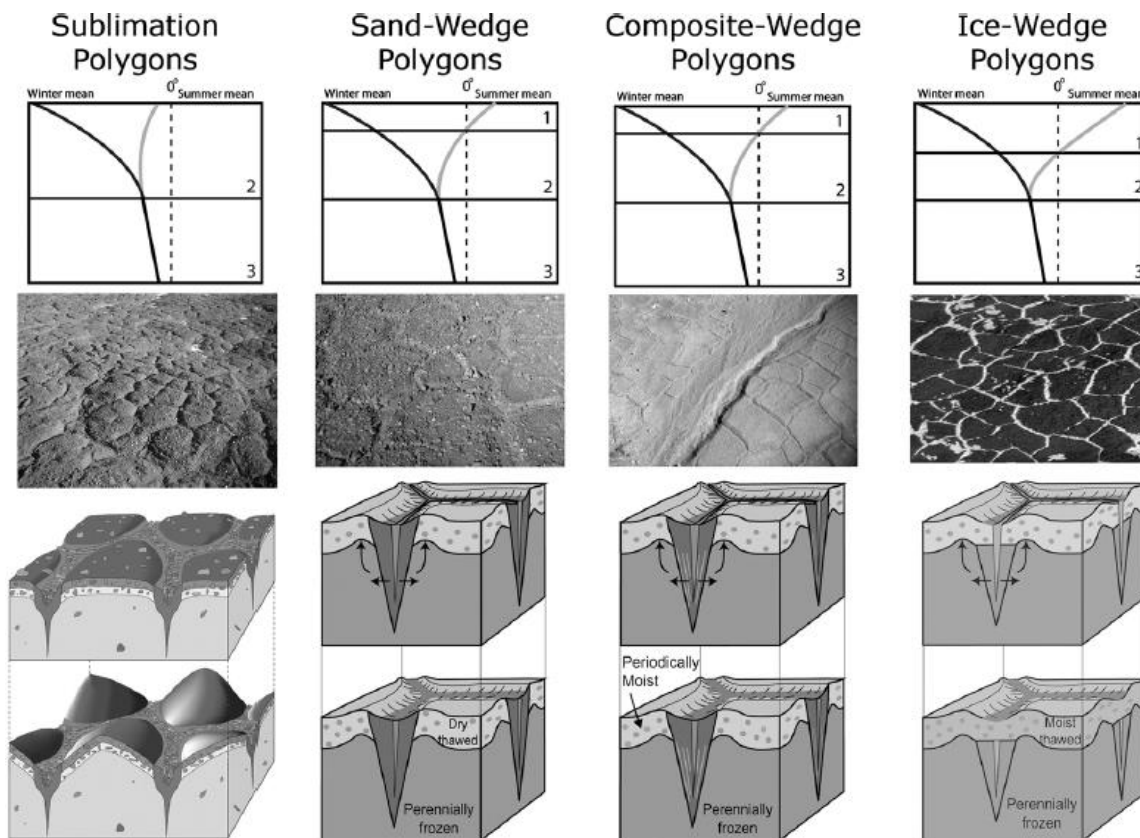 Sublimation
Polygons
Sand-Wedge
Polygons
Composite-Wedge
Polygons
Ice-Wedge
Polygons
Winter mean 0° Summer mean
2
3
Winter mean 0° Summer mean
1
2
3
Winter mean 0° Summer mean
1
2
3
Winter mean 0° Summer mean
1
2
3
Dry
thawed
Perennially
frozen
Periodically
Moist
Perennially
frozen
Moist
thawed
Perennially
frozen